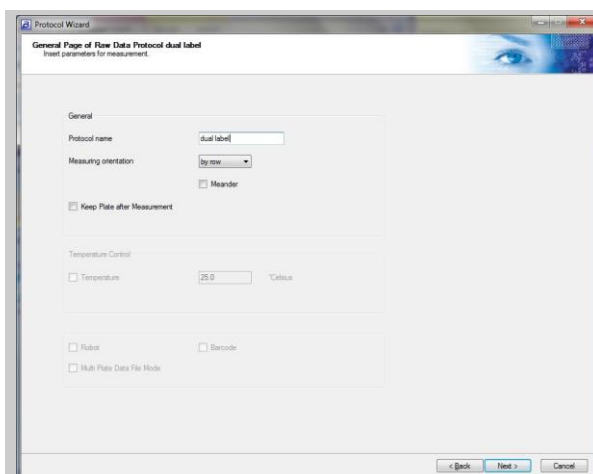 Protocol Wizard
General Page of Raw Data Protocol dual label
Insert parameters for measurement.
General
Protocol name
dual label
Measuring orientation
by row
Meander
Keep Plate after Measurement
Temperature Control
Temperature
25.0
°Celsius
Robot
Barcode
Multi Plate Data File Mode
< Back
Next >
Cancel